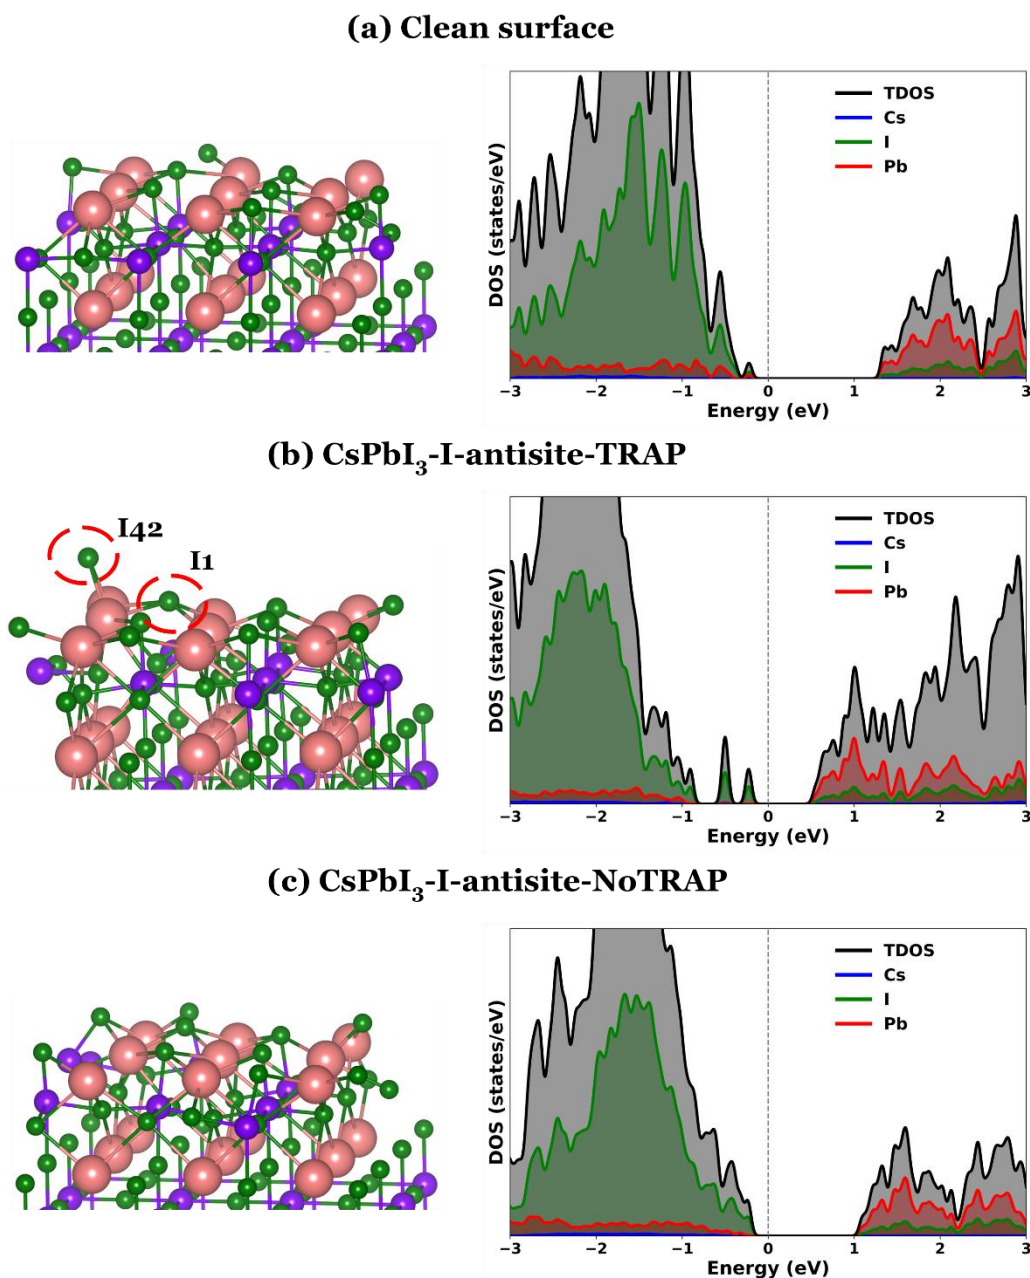 (a) Clean surface
DOS (states/eV)
TDOS
Cs
I
Pb
−3 −2 −1 0 1 2 3
Energy (eV)
(b) CsPbI₃-I-antisite-TRAP
I42
I1
DOS (states/eV)
TDOS
Cs
I
Pb
−3 −2 −1 0 1 2 3
Energy (eV)
(c) CsPbI₃-I-antisite-NoTRAP
DOS (states/eV)
TDOS
Cs
I
Pb
−3 −2 −1 0 1 2 3
Energy (eV)